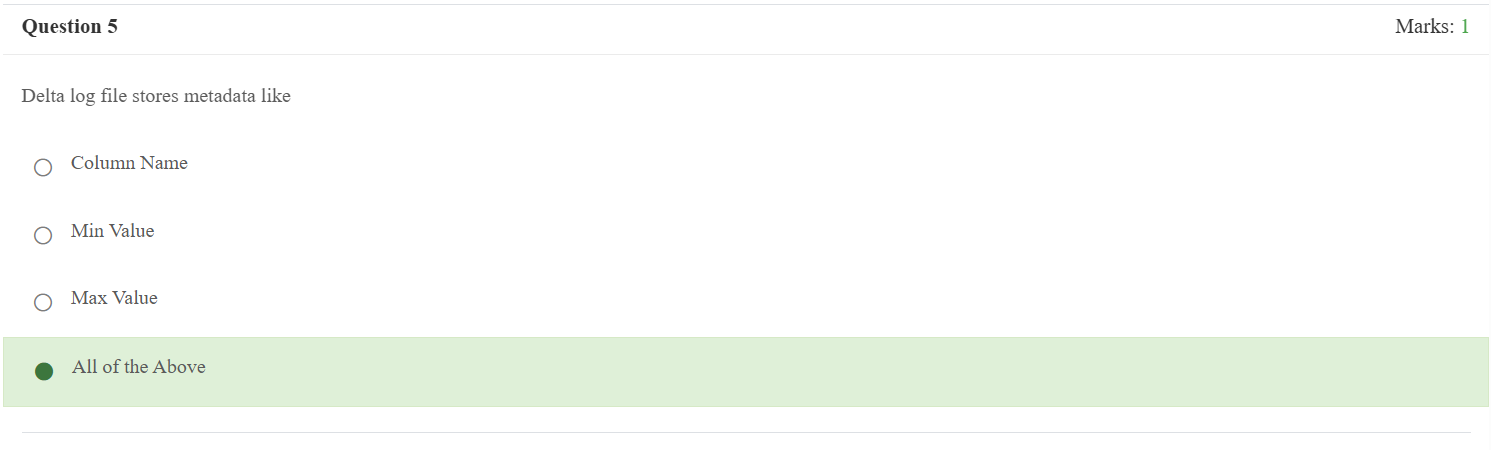 Question 5
Marks: 1
Delta log file stores metadata like
Column Name
Min Value
Max Value
All of the Above